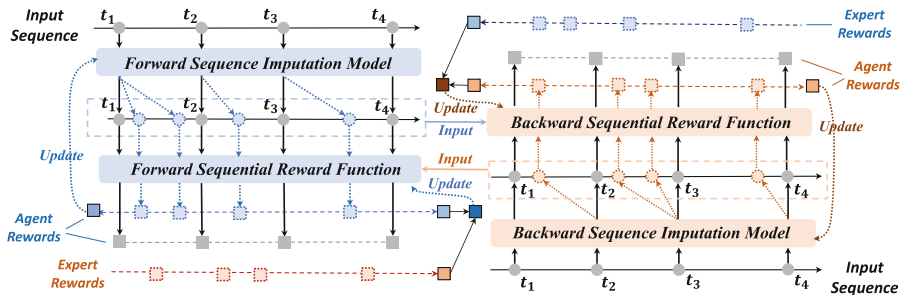 Input
Sequence
t1 t2 t3 t4
Forward Sequence Imputation Model
t1 t2 t3 t4
Input
Update
Forward Sequential Reward Function
Input
Update
Agent
Rewards
Expert
Rewards
Expert
Rewards
Agent
Rewards
Update
Backward Sequential Reward Function
Update
t1 t2 t3 t4
Backward Sequence Imputation Model
t1 t2 t3 t4
Input
Sequence